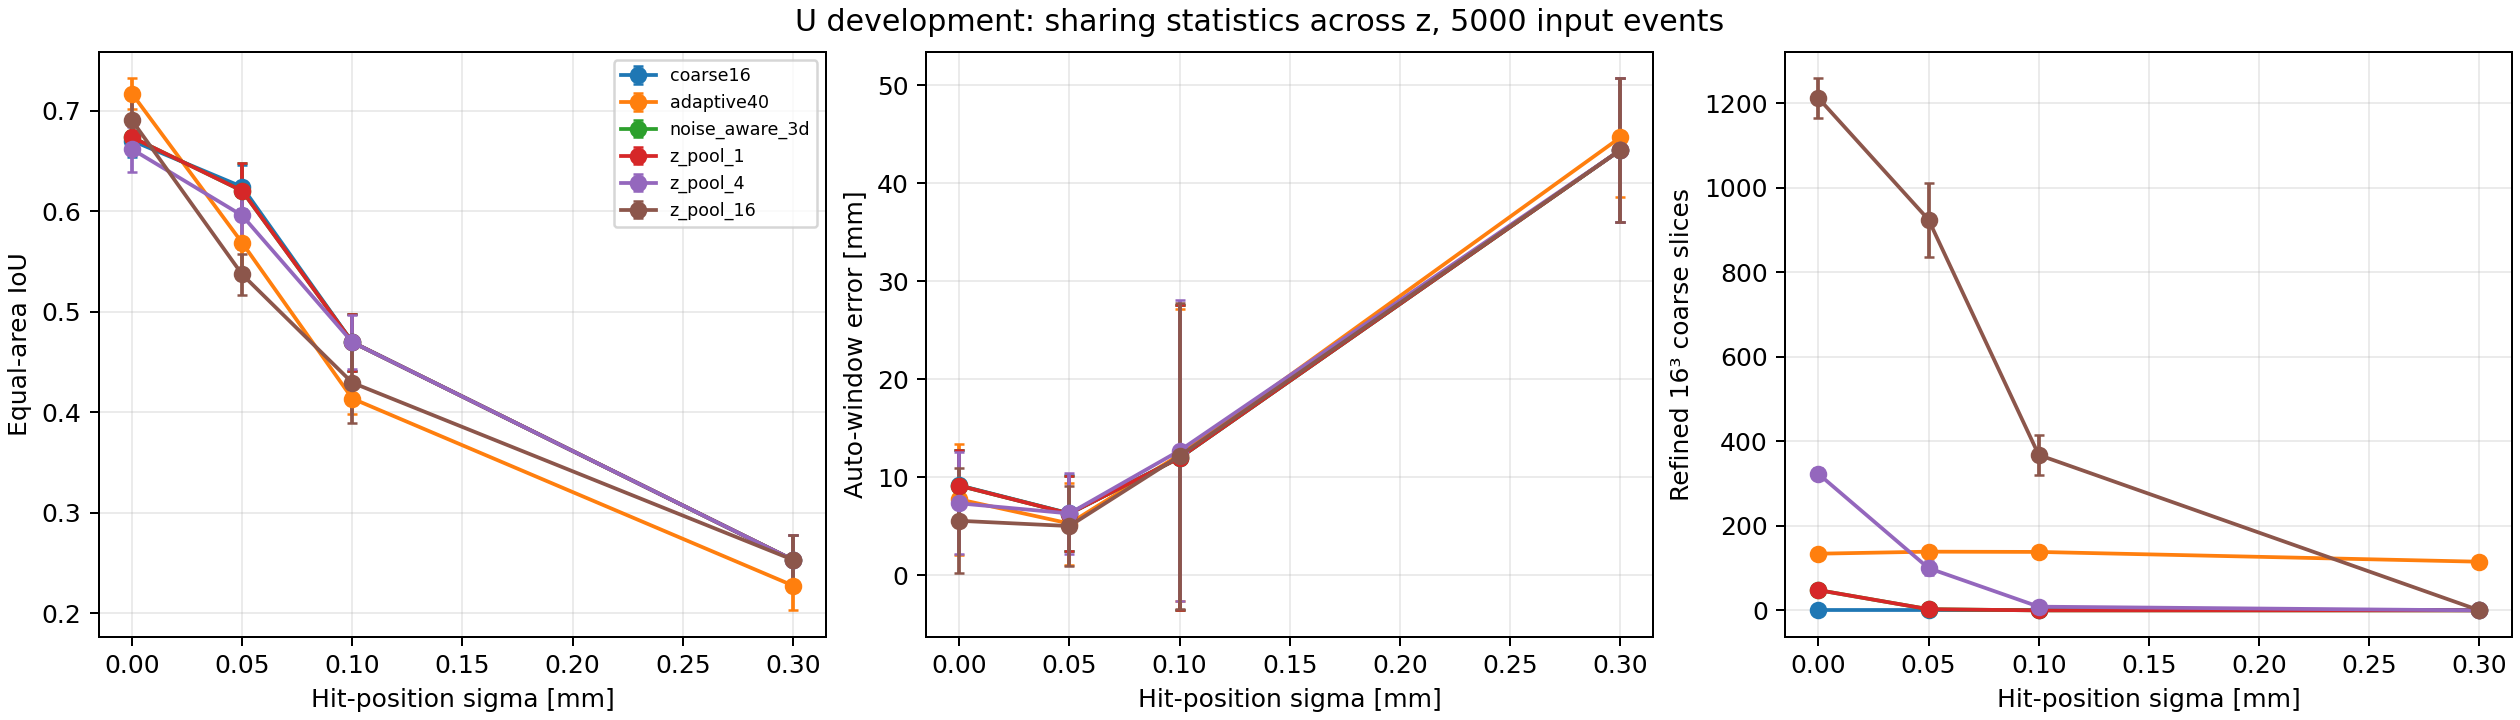 U development: sharing statistics across z, 5000 input events
Equal-area IoU
0.7
0.6
0.5
0.4
0.3
0.2
coarse16
adaptive40
noise_aware_3d
z_pool_1
z_pool_4
z_pool_16
0.00 0.05 0.10 0.15 0.20 0.25 0.30
Hit-position sigma [mm]
Auto-window error [mm]
50
40
30
20
10
0
0.00 0.05 0.10 0.15 0.20 0.25 0.30
Hit-position sigma [mm]
Refined 16³ coarse slices
1200
1000
800
600
400
200
0
0.00 0.05 0.10 0.15 0.20 0.25 0.30
Hit-position sigma [mm]